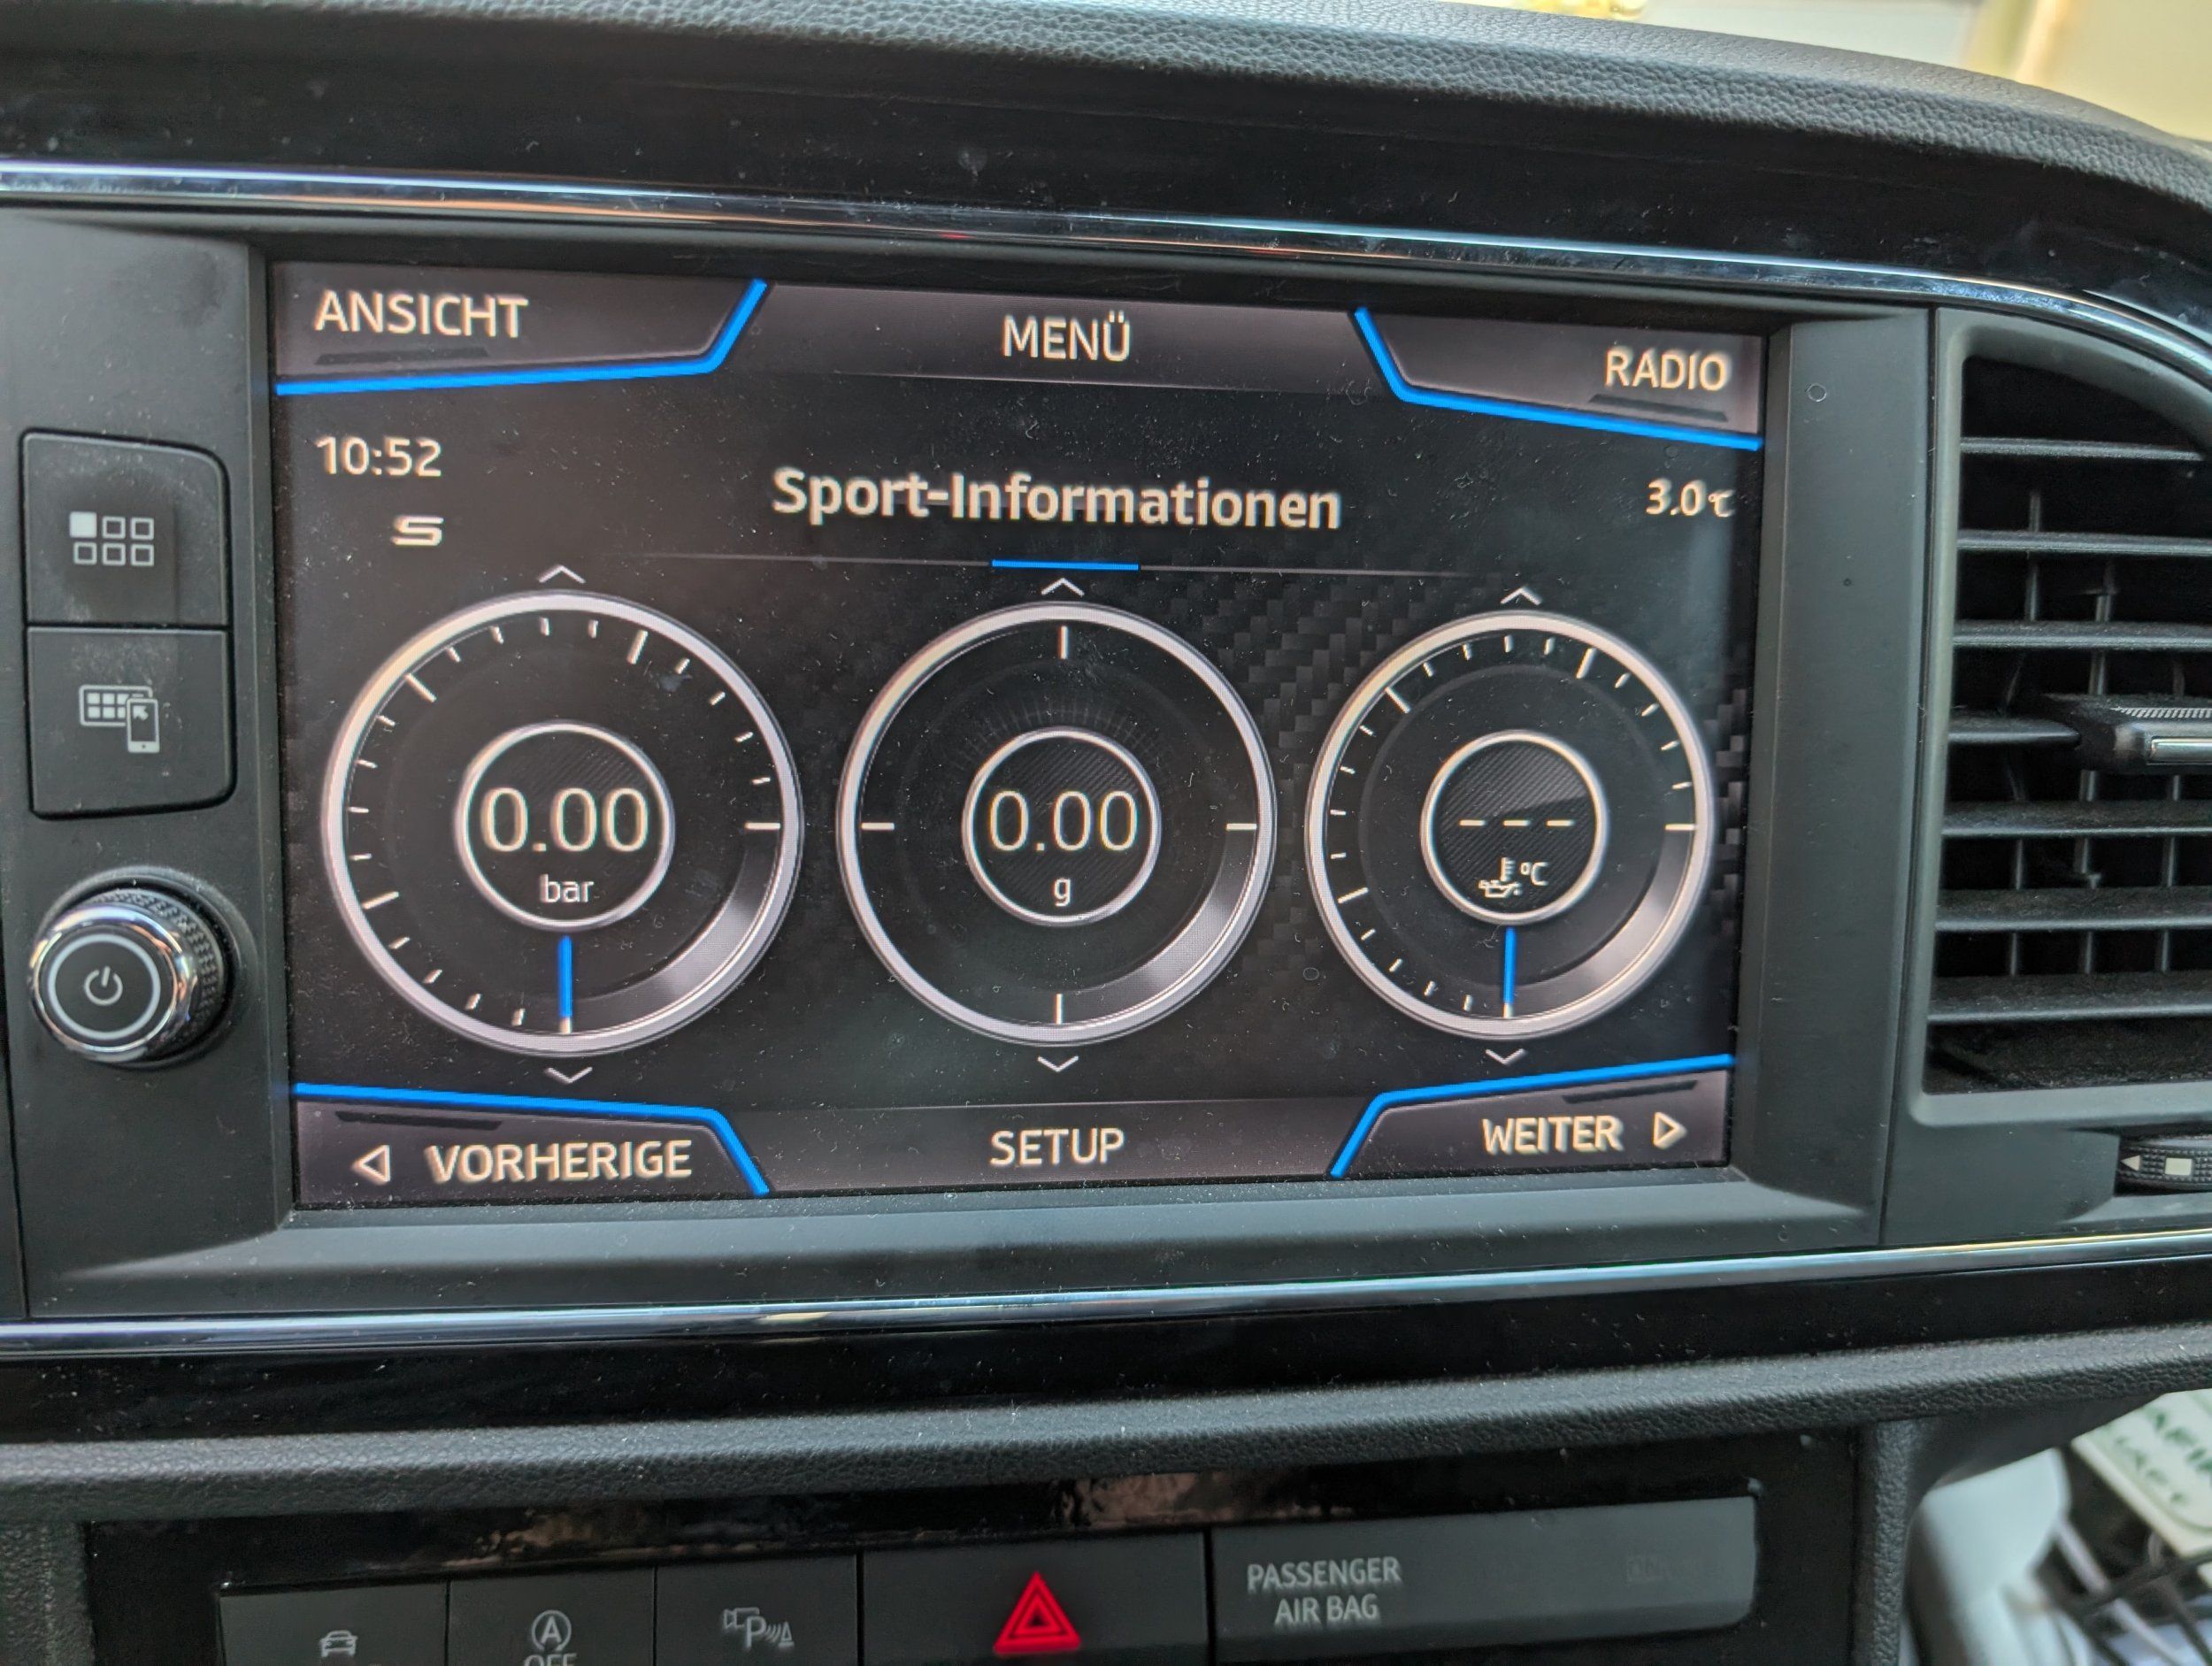 ANSICHT
MENÜ
RADIO
10:52
Sport-Informationen
3.0℃
0.00
bar
0.00
g
---
°C
VORHERIGE
SETUP
WEITER
PASSENGER
AIR BAG
A
OFF
P